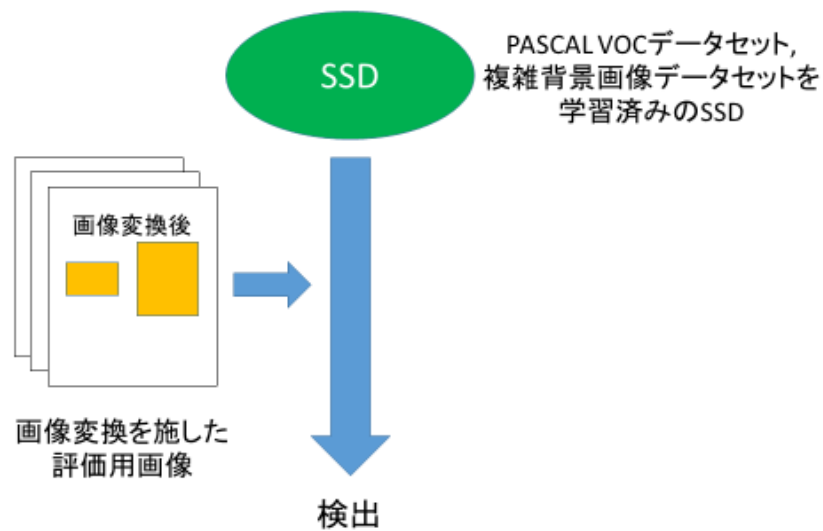 SSD
PASCAL VOCデータセット,
複雑背景画像データセットを
学習済みのSSD
画像変換後
画像変換を施した
評価用画像
検出